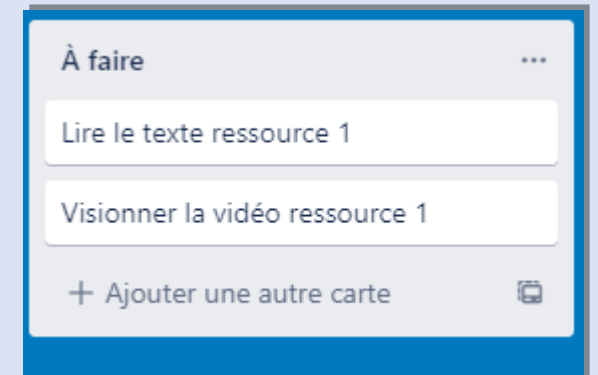 À faire
Lire le texte ressource 1
Visionner la vidéo ressource 1
+ Ajouter une autre carte